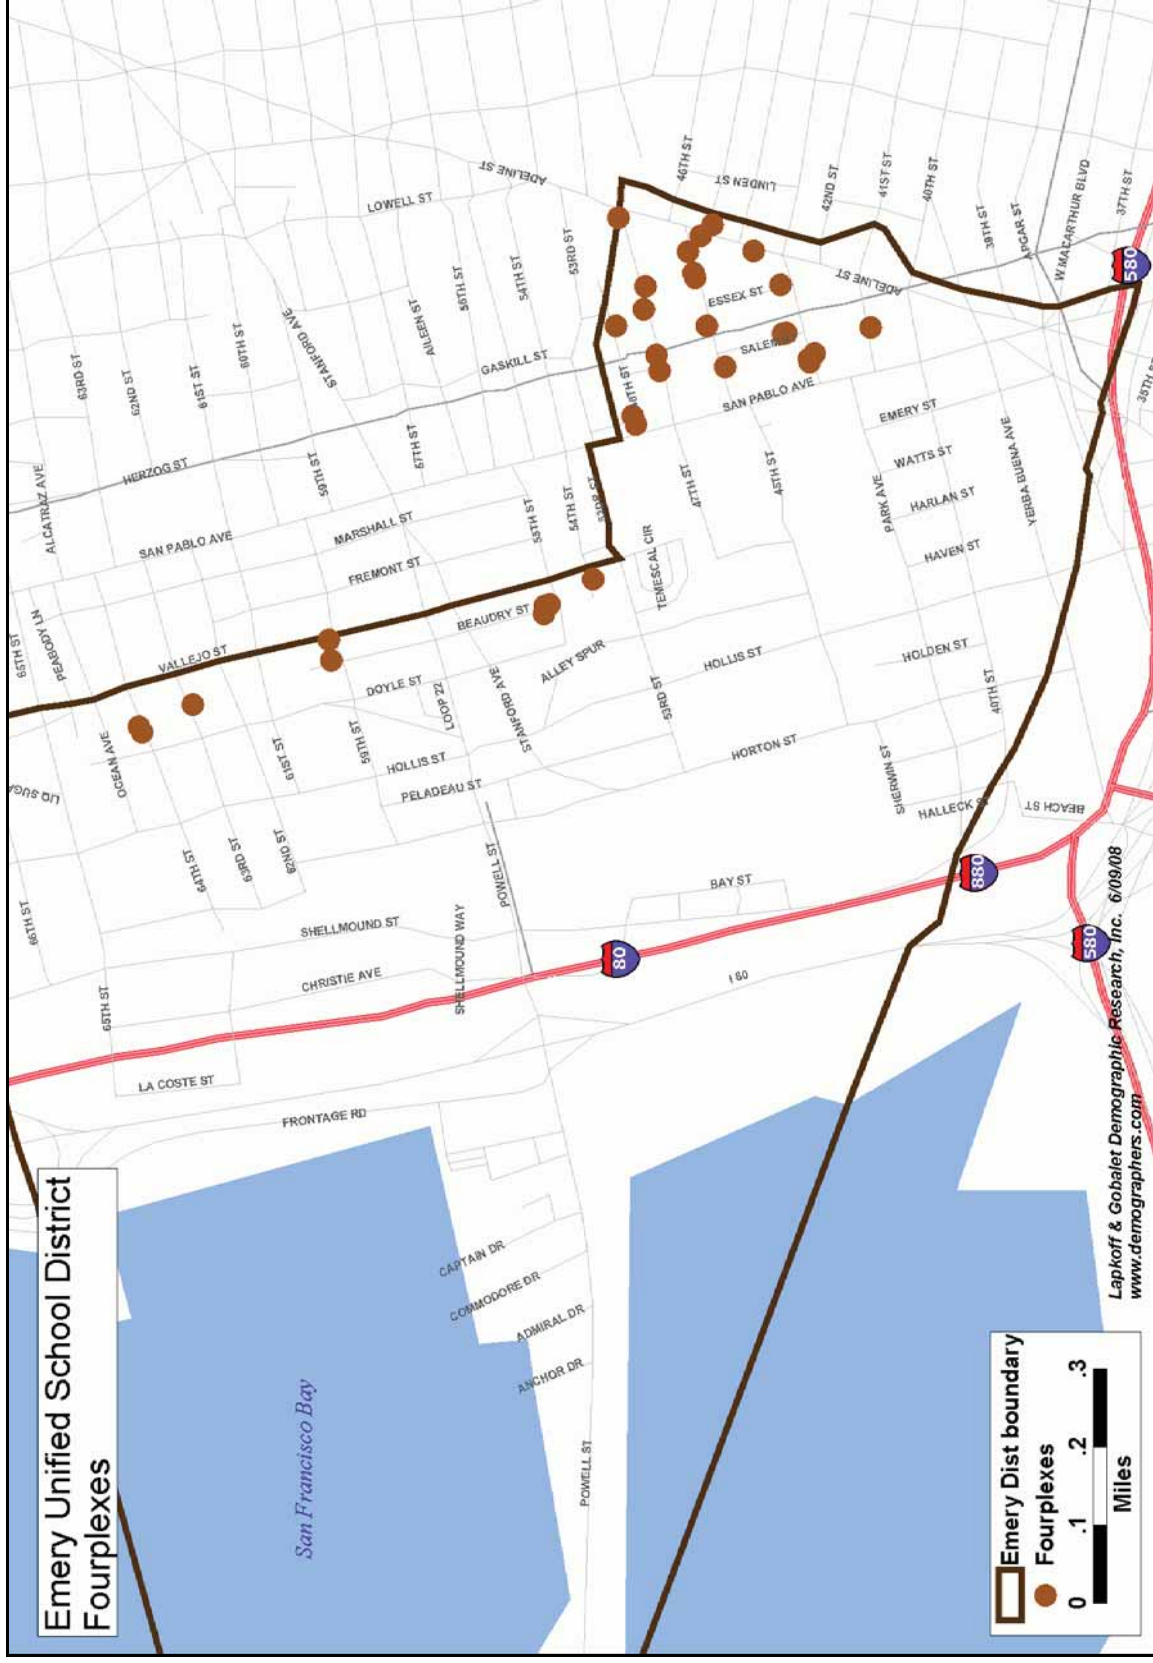 Emery Unified School District
Fourplexes
San Francisco Bay
Emery Dist boundary
Fourplexes
0 .1 .2 .3
Miles
Lapkoff & Gobalet Demographic Research, Inc. 6/09/08
www.demographers.com
POWELL ST
ANCHOR DR
ADMIRAL DR
COMMODORE DR
CAPTAIN DR
FRONTAGE RD
LA COSTE ST
65TH ST
66TH ST
CHRISTIE AVE
SHELLMOUND ST
SHELLMOUND WAY
POWELL ST
I 80
80
880
580
580
BAY ST
BEACH ST
HALLECK S
SHERWIN ST
HORTON ST
64TH ST
63RD ST
62ND ST
61ST ST
59TH ST
PELADEAU ST
HOLLIS ST
LOOP 22
STANFORD AVE
DOYLE ST
OCEAN AVE
PEABODY LN
65TH ST
VALLEJO ST
BEAUDRY ST
ALLEY SPUR
53RD ST
HOLLIS ST
HOLDEN ST
40TH ST
TEMESCAL CIR
FREMONT ST
MARSHALL ST
SAN PABLO AVE
ALCATRAZ AVE
HERZOG ST
59TH ST
57TH ST
55TH ST
54TH ST
53RD ST
47TH ST
45TH ST
PARK AVE
HAVEN ST
HARLAN ST
WATTS ST
EMERY ST
YERBA BUENA AVE
63RD ST
62ND ST
61ST ST
60TH ST
STANFORD AVE
AILEEN ST
56TH ST
54TH ST
53RD ST
GASKILL ST
LOWELL ST
ADELINE ST
48TH ST
SAN PABLO AVE
SALEM
ESSEX ST
ADELINE ST
46TH ST
LINDEN ST
42ND ST
41ST ST
40TH ST
39TH ST
APGAR ST
W MACARTHUR BLVD
37TH ST
35TH ST